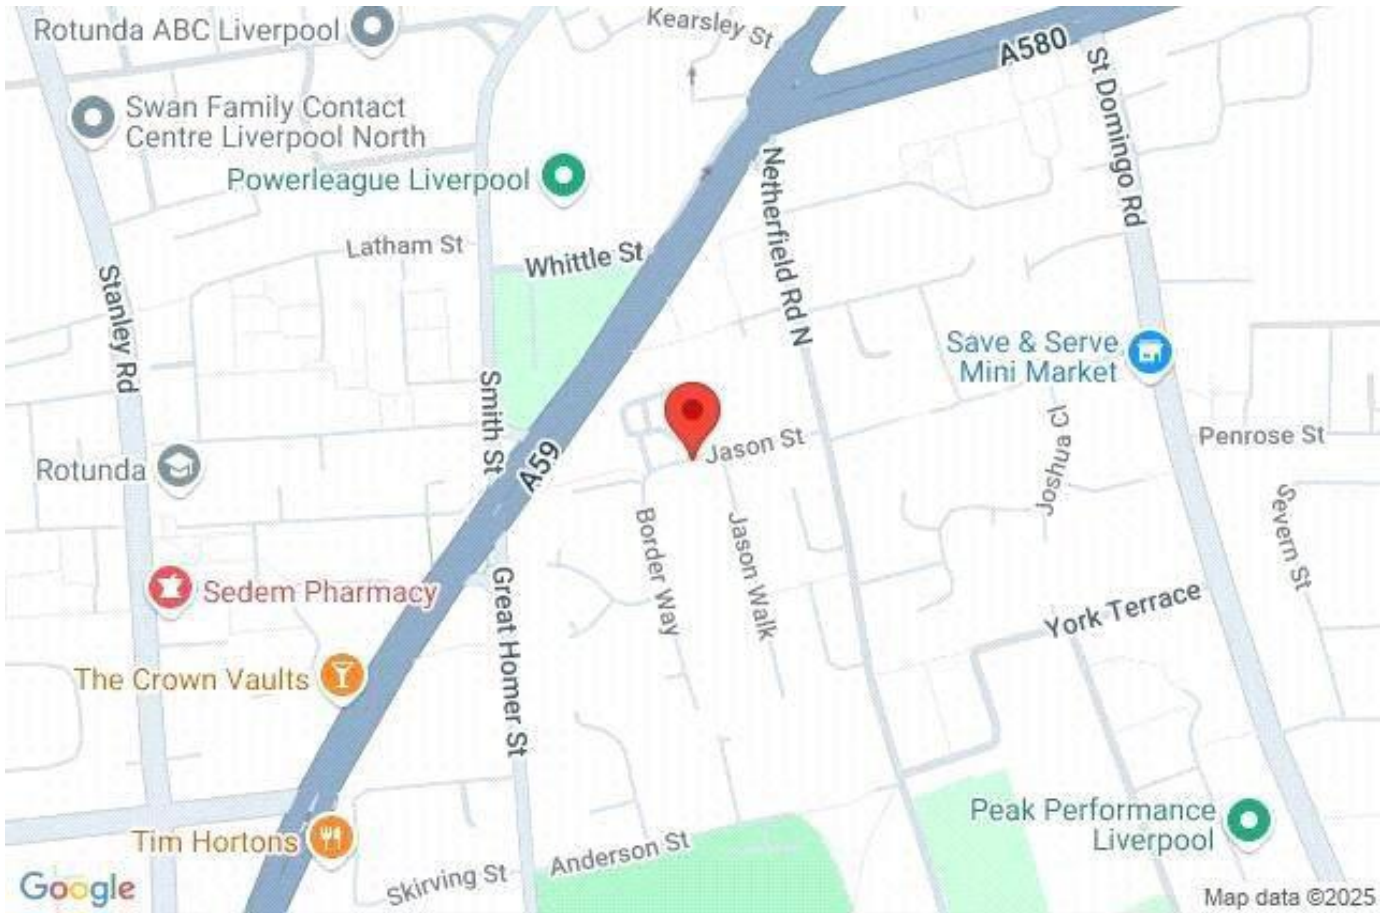 Rotunda ABC Liverpool
Kearsley St
A580
St Domingo Rd
Swan Family Contact
Centre Liverpool North
Powerleague Liverpool
Netherfield Rd N
Latham St
Whittle St
Stanley Rd
Save & Serve
Mini Market
Smith St
A59
Jason St
Joshua Cl
Penrose St
Rotunda
Severn St
Border Way
Jason Walk
Sedem Pharmacy
Great Homer St
York Terrace
The Crown Vaults
Peak Performance
Liverpool
Tim Hortons
Anderson St
Skirving St
Google
Map data ©2025